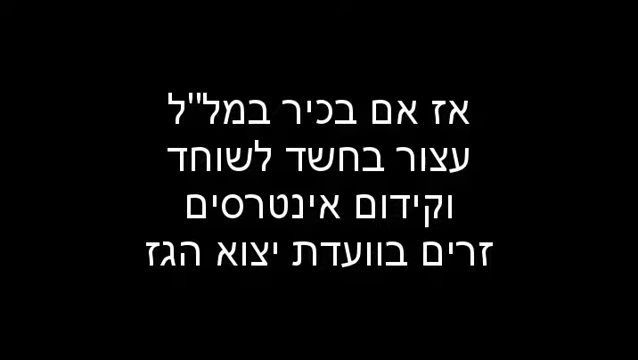 אז אם בכיר במל"ל
עצור בחשד לשוחד
וקידום אינטרסים
זרים בוועדת יצוא הגז